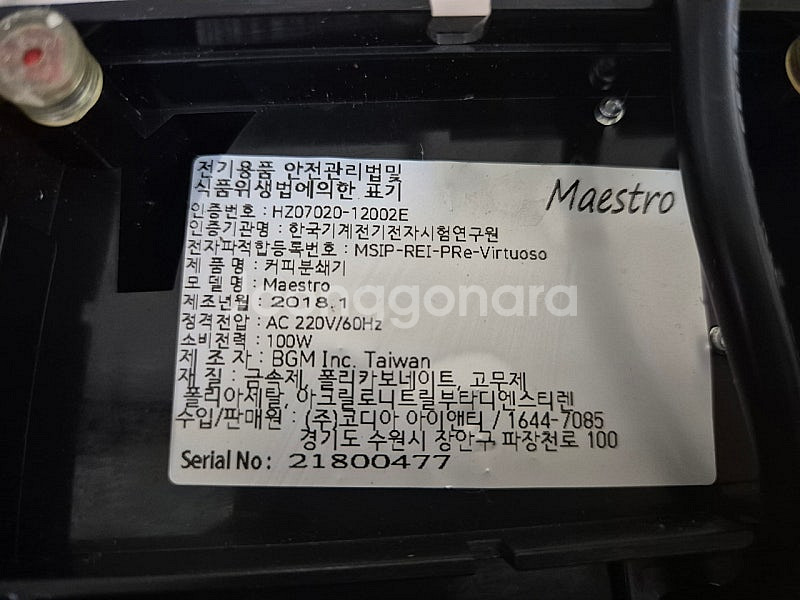 전기용품 안전관리법및
식품위생법에의한 표기
Maestro
인증번호 : HZ07020-12002E
인증기관명 : 한국기계전기전자시험연구원
전자파적합등록번호 : MSIP-REI-PRe-Virtuoso
제 품 명 : 커피분쇄기
모 델 명 : Maestro
제조년월 : 2018.1
정격전압 : AC 220V/60Hz
소비전력 : 100W
제 조 자 : BGM Inc. Taiwan
재 질 : 금속제, 폴리카보네이트, 고무제
폴리아세탈, 아크릴로니트릴부타디엔스티렌
수입/판매원 : (주)코디아 아이앤티 / 1644-7085
경기도 수원시 장안구 파장천로 100
Serial No : 21800477